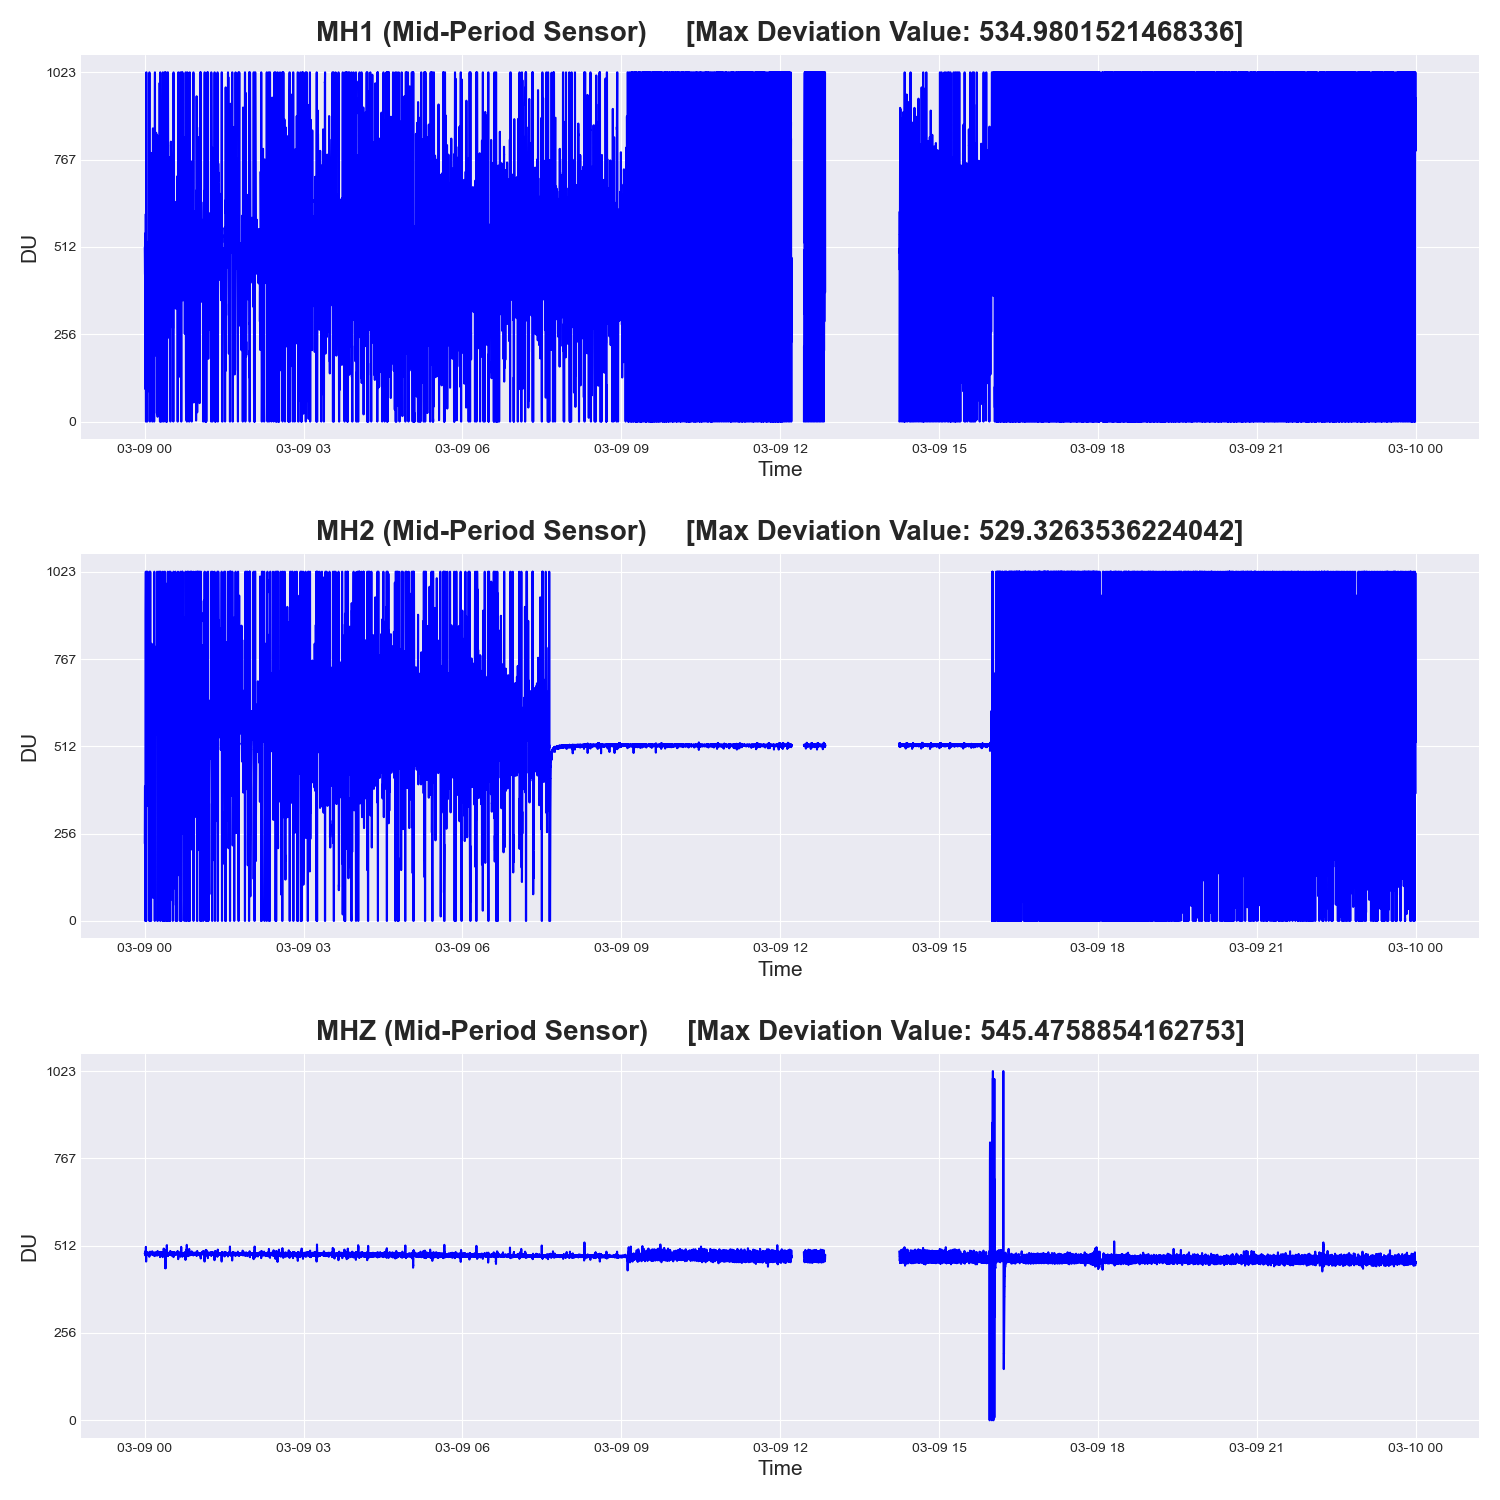 MH1 (Mid-Period Sensor) [Max Deviation Value: 534.9801521468336]
1023
767
512
256
0
DU
03-09 00 03-09 03 03-09 06 03-09 09 03-09 12 03-09 15 03-09 18 03-09 21 03-10 00
Time
MH2 (Mid-Period Sensor) [Max Deviation Value: 529.3263536224042]
1023
767
512
256
0
DU
03-09 00 03-09 03 03-09 06 03-09 09 03-09 12 03-09 15 03-09 18 03-09 21 03-10 00
Time
MHZ (Mid-Period Sensor) [Max Deviation Value: 545.4758854162753]
1023
767
512
256
0
DU
03-09 00 03-09 03 03-09 06 03-09 09 03-09 12 03-09 15 03-09 18 03-09 21 03-10 00
Time